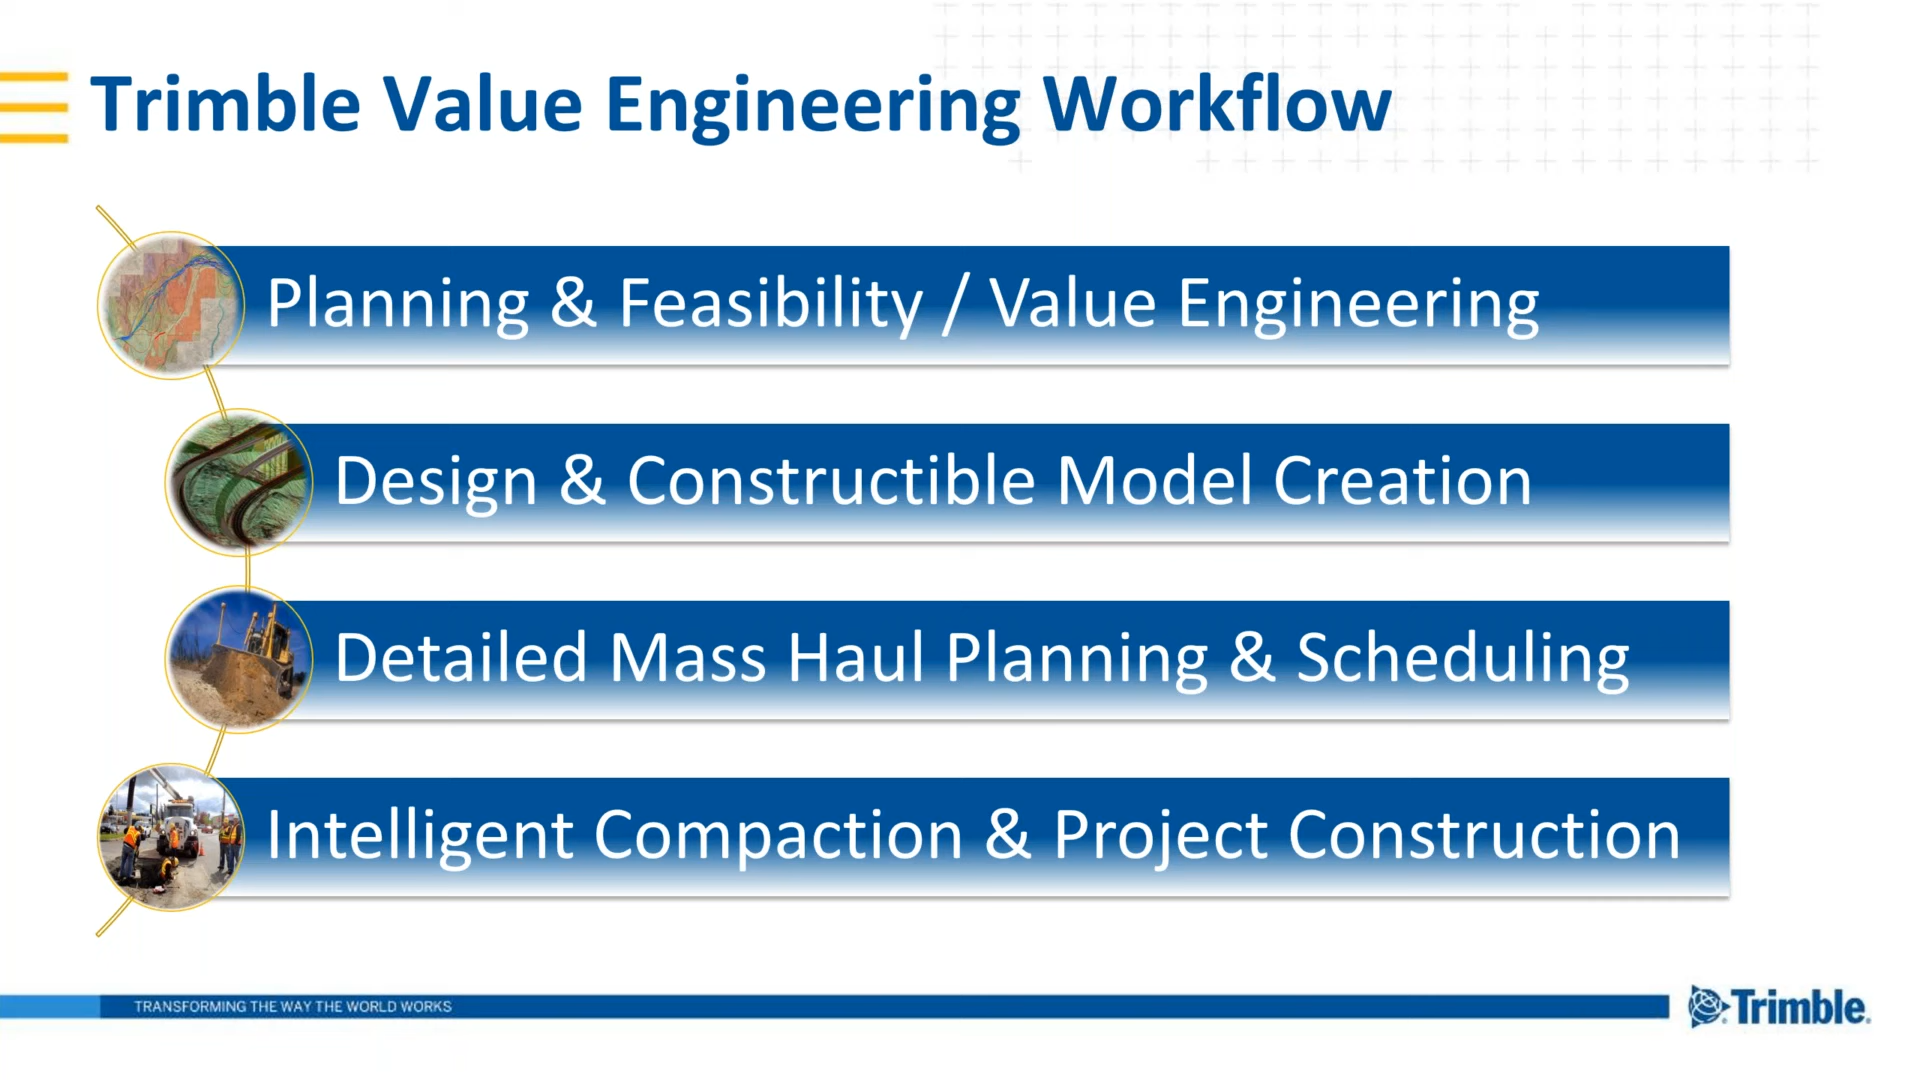 Trimble Value Engineering Workflow
Planning & Feasibility / Value Engineering
Design & Constructible Model Creation
Detailed Mass Haul Planning & Scheduling
Intelligent Compaction & Project Construction
TRANSFORMING THE WAY THE WORLD WORKS
Trimble